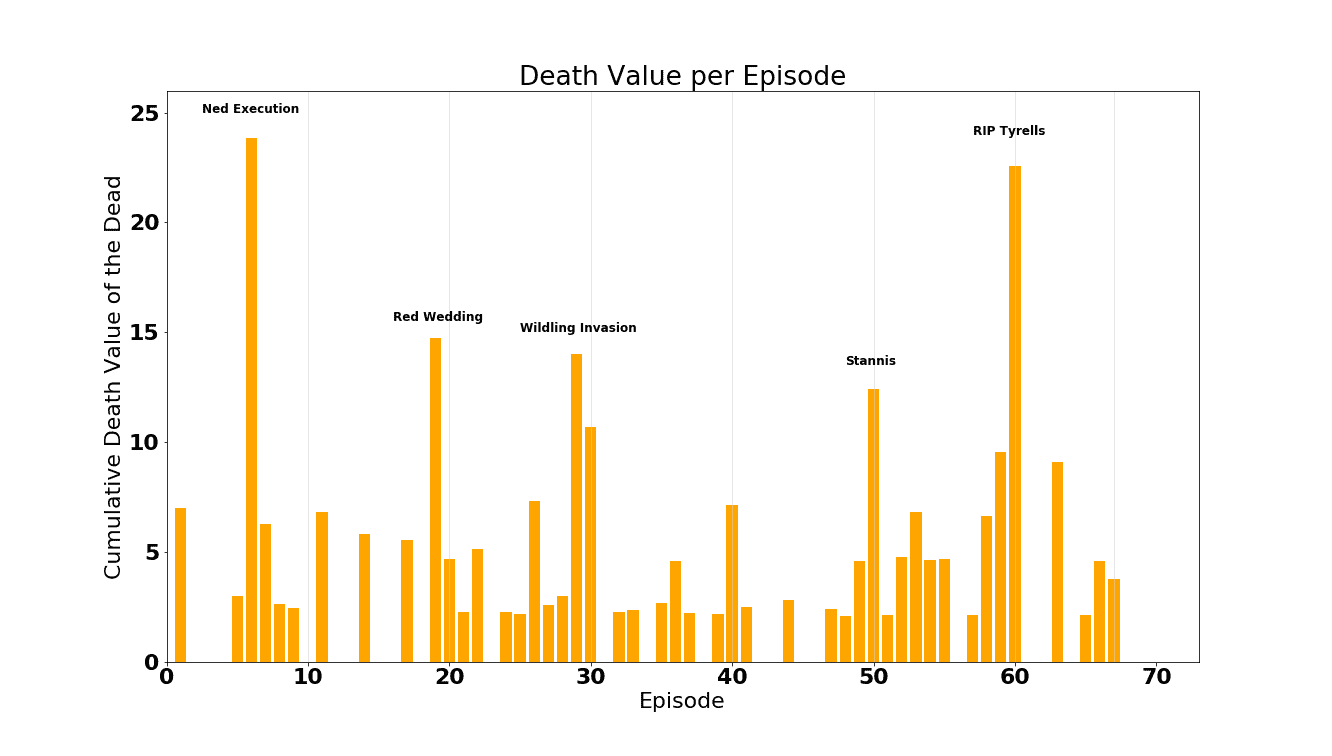 Death Value per Episode
Cumulative Death Value of the Dead
25
20
15
10
5
0
Ned Execution
Red Wedding
Wildling Invasion
Stannis
RIP Tyrells
0 10 20 30 40 50 60 70
Episode